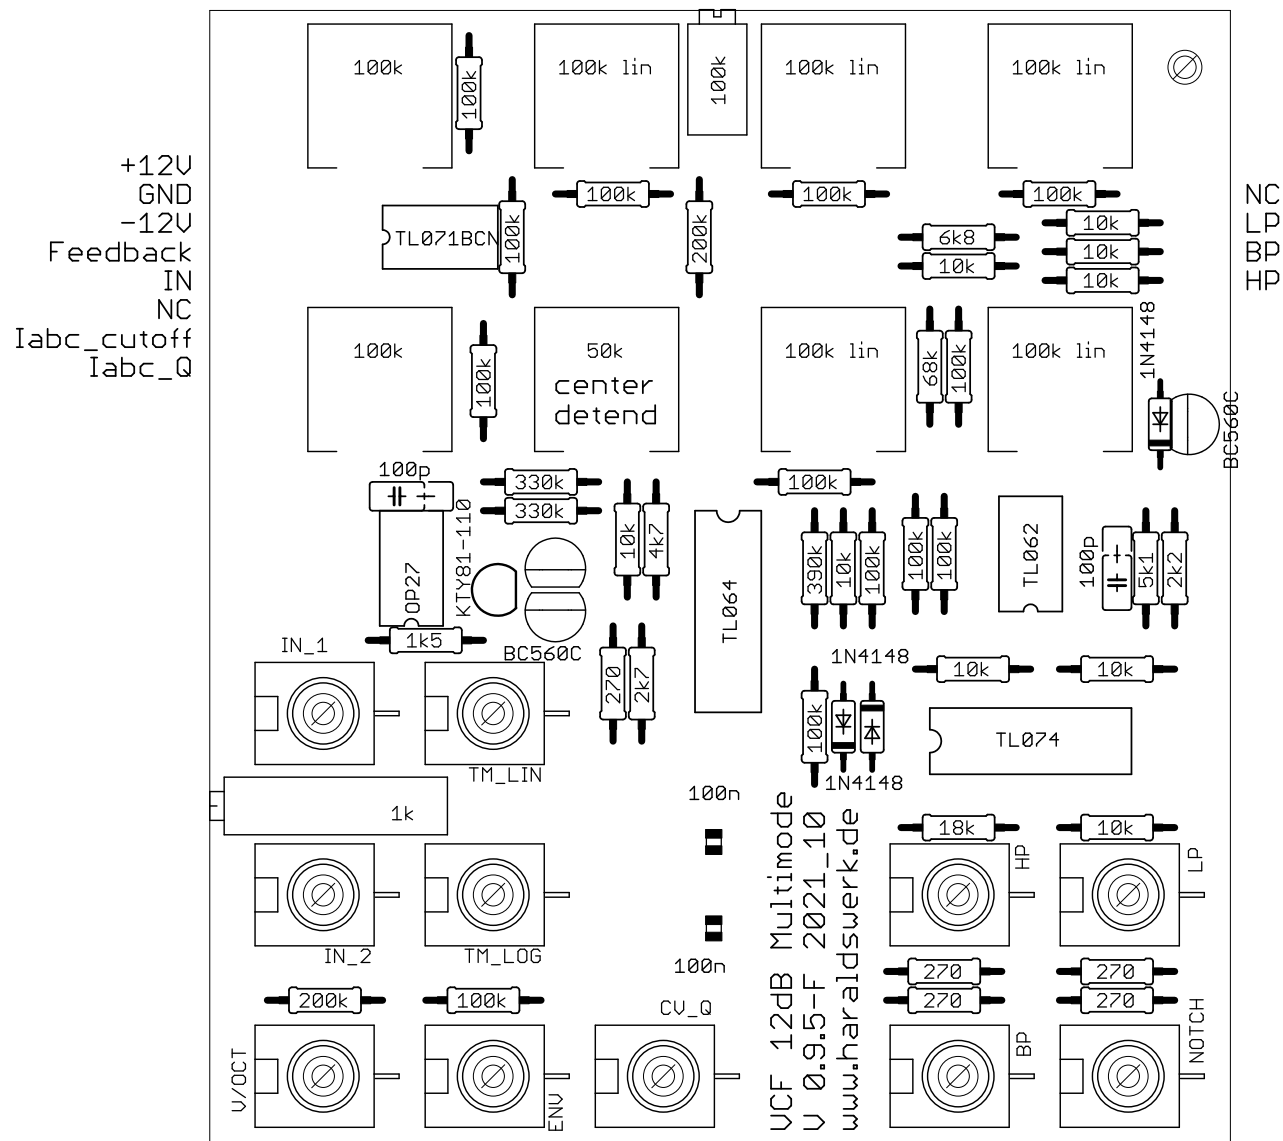 100k
100k
100k lin
100k
100k lin
100k lin
+12V
GND
-12V
Feedback
IN
NC
Iabc_cutoff
Iabc_Q
NC
LP
BP
HP
100k
100k
100k
TL071BCN
100k
200k
6k8
10k
10k
10k
10k
100k
100k
50k
center
detend
100k lin
68k
100k
100k lin
1N4148
BC560C
100p
330k
330k
100k
KTY81-110
OP27
10k
4k7
TL064
390k
10k
100k
100k
100k
TL062
100p
5k1
2k2
1k5
IN_1
BC560C
270
2k7
1N4148
10k
10k
TM_LIN
100k
1N4148
TL074
1k
100n
18k
10k
HP
LP
IN_2
TM_LOG
100n
270
270
200k
100k
270
270
CV_Q
V/OCT
ENV
BP
NOTCH
VCF 12dB Multimode
V 0.9.5-F 2021_10
www.haraldswerk.de